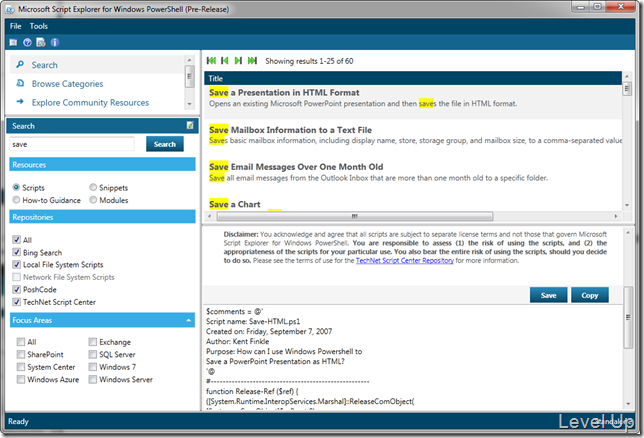 Microsoft Script Explorer for Windows PowerShell (Pre-Release)
File Tools
Search
Browse Categories
Explore Community Resources
Search
save
Search
Resources
Scripts
Snippets
How-to Guidance
Modules
Repositories
All
Bing Search
Local File System Scripts
Network File System Scripts
PoshCode
TechNet Script Center
Focus Areas
All
Exchange
SharePoint
SQL Server
System Center
Windows 7
Windows Azure
Windows Server
Showing results 1-25 of 60
Title
Save a Presentation in HTML Format
Opens an existing Microsoft PowerPoint presentation and then saves the file in HTML format.
Save Mailbox Information to a Text File
Saves basic mailbox information, including display name, store, storage group, and mailbox size, to a comma-separated value
Save Email Messages Over One Month Old
Save all email messages from the Outlook Inbox that are more than one month old to a specific folder.
Save a Chart
Disclaimer: You acknowledge and agree that all scripts are subject to separate license terms and not those that govern Microsoft
Script Explorer for Windows PowerShell. You are responsible to assess (1) the risk of using the scripts, and (2) the
appropriateness of the scripts for your particular use. You also bear the entire risk of using the scripts, should you decide
to do so. Please see the terms of use for the TechNet Script Center Repository for more information.
Save
Copy
$comments = @'
Script name: Save-HTML.ps1
Created on: Friday, September 7, 2007
Author: Kent Finkle
Purpose: How can I use Windows Powershell to
Save a PowerPoint Presentation as HTML?
'@
#-----------------------------------------------------
function Release-Ref ($ref) {
([System.Runtime.InteropServices.Marshal]::ReleaseComObject(
Ready
Level Up